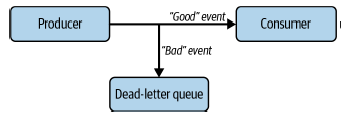 Producer
"Good" event
Consumer
"Bad" event
Dead-letter queue